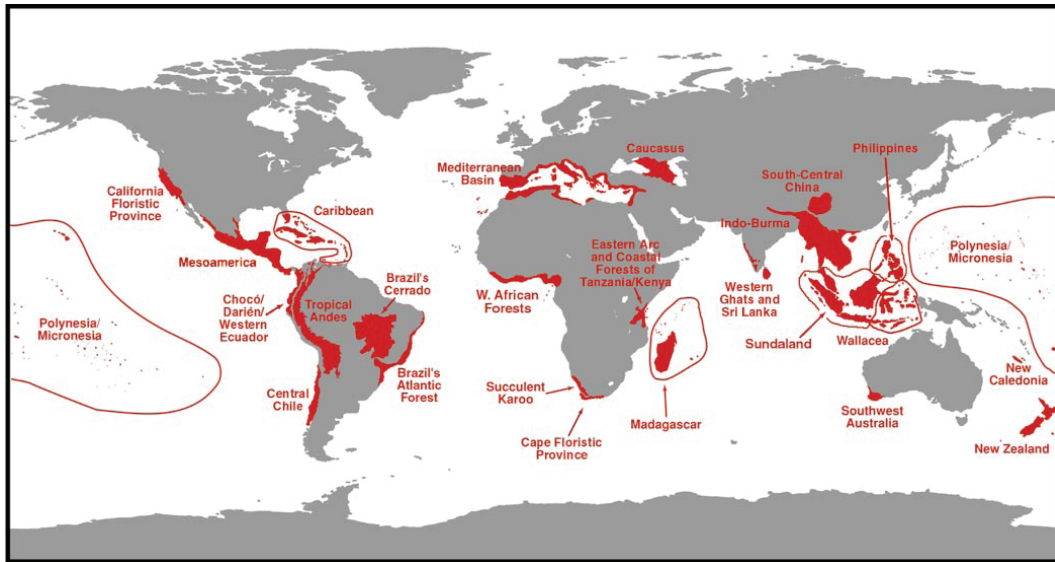 California
Floristic
Province
Mesoamerica
Caribbean
Polynesia/
Micronesia
Chocó/
Darién/
Western
Ecuador
Tropical
Andes
Brazil's
Cerrado
Brazil's
Atlantic
Forest
Central
Chile
Mediterranean
Basin
Caucasus
W. African
Forests
Eastern Arc
and Coastal
Forests of
Tanzania/Kenya
Succulent
Karoo
Cape Floristic
Province
Madagascar
South-Central
China
Indo-Burma
Western
Ghats and
Sri Lanka
Philippines
Sundaland
Wallacea
Polynesia/
Micronesia
Southwest
Australia
New
Caledonia
New Zealand